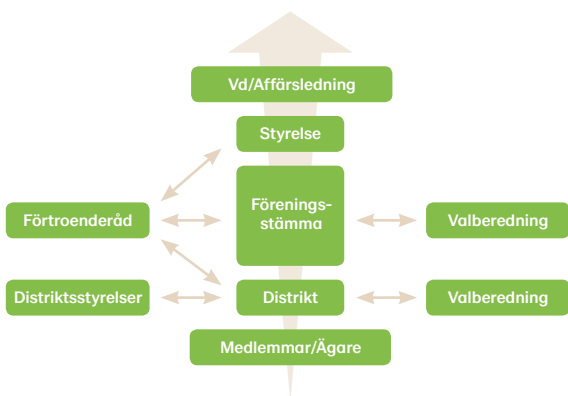 Vd/Affärsledning
Styrelse
Förenings-
stämma
Förtroenderåd
Valberedning
Distriktsstyrelser
Distrikt
Valberedning
Medlemmar/Ägare